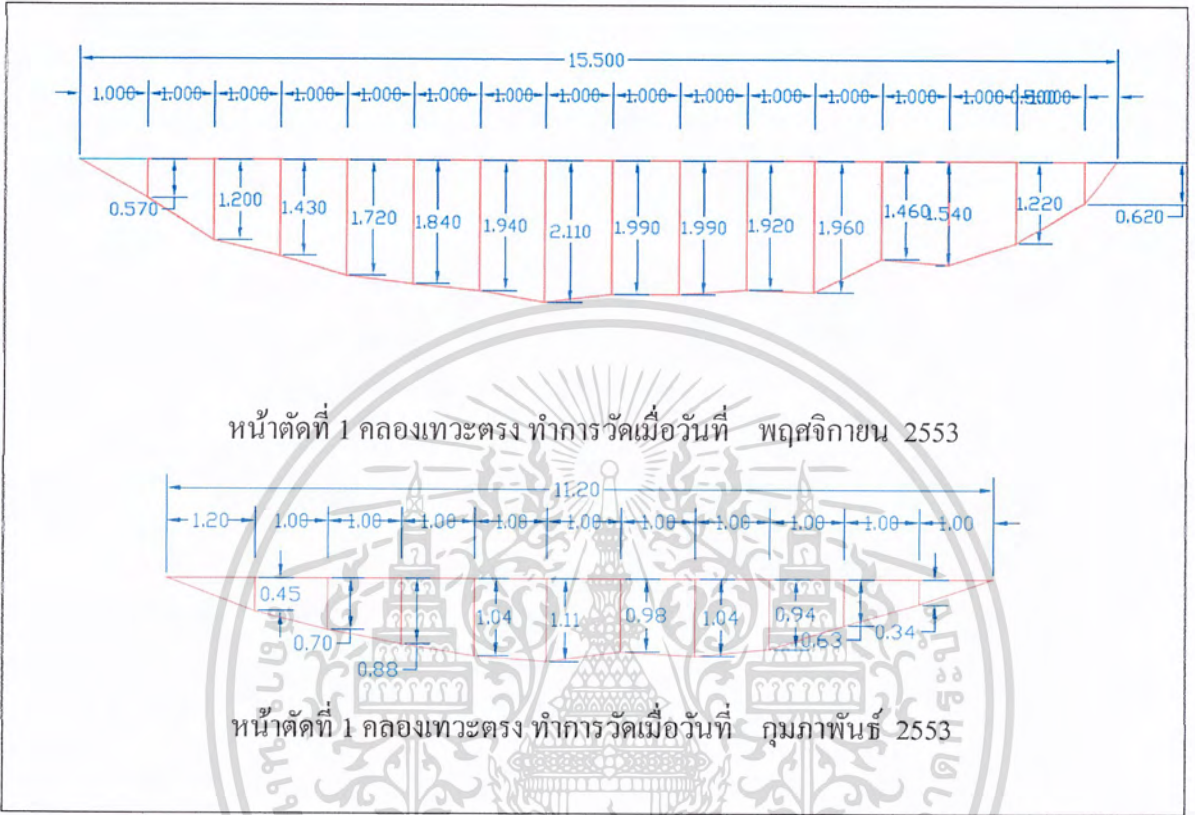 15.500
1.000 1.000 1.000 1.000 1.000 1.000 1.000 1.000 1.000 1.000 1.000 1.000 1.000 1.000 0.500 1.000
0.570 1.200 1.430 1.720 1.840 1.940 2.110 1.990 1.990 1.920 1.960 1.460 1.540 1.220 0.620
หน้าตัดที่ 1 คลองเทวะตรง ทำการวัดเมื่อวันที่ พฤศจิกายน 2553
11.20
1.20 1.00 1.00 1.00 1.00 1.00 1.00 1.00 1.00 1.00 1.00
0.45 0.70 0.88 1.04 1.11 0.98 1.04 0.94 0.63 0.34
หน้าตัดที่ 1 คลองเทวะตรง ทำการวัดเมื่อวันที่ กุมภาพันธ์ 2553